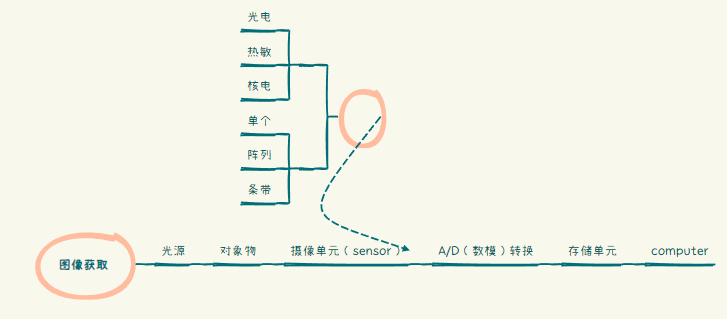 光电
热敏
核电
单个
阵列
条带
图像获取
光源
对象物
摄像单元（sensor）
A/D（数模）转换
存储单元
computer